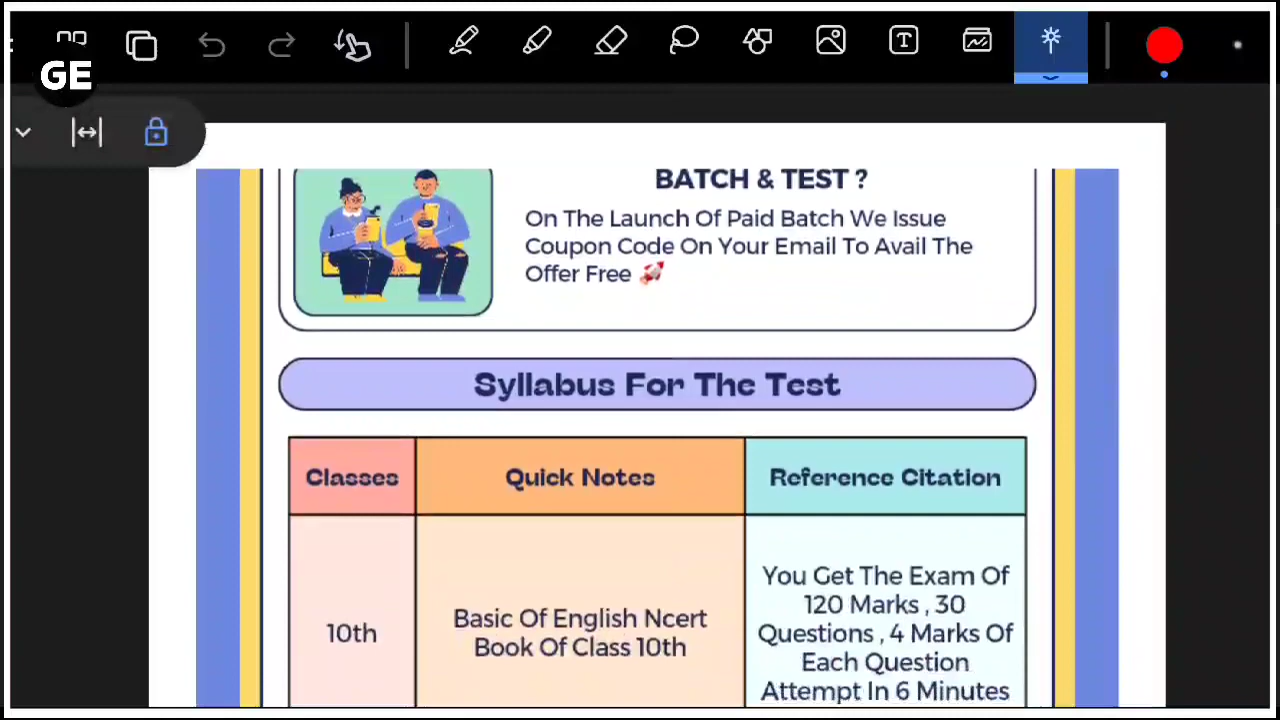 GE
BATCH & TEST ?
On The Launch Of Paid Batch We Issue
Coupon Code On Your Email To Avail The
Offer Free 🚀
Syllabus For The Test
Classes
Quick Notes
Reference Citation
10th
Basic Of English Ncert
Book Of Class 10th
You Get The Exam Of
120 Marks , 30
Questions , 4 Marks Of
Each Question
Attempt In 6 Minutes